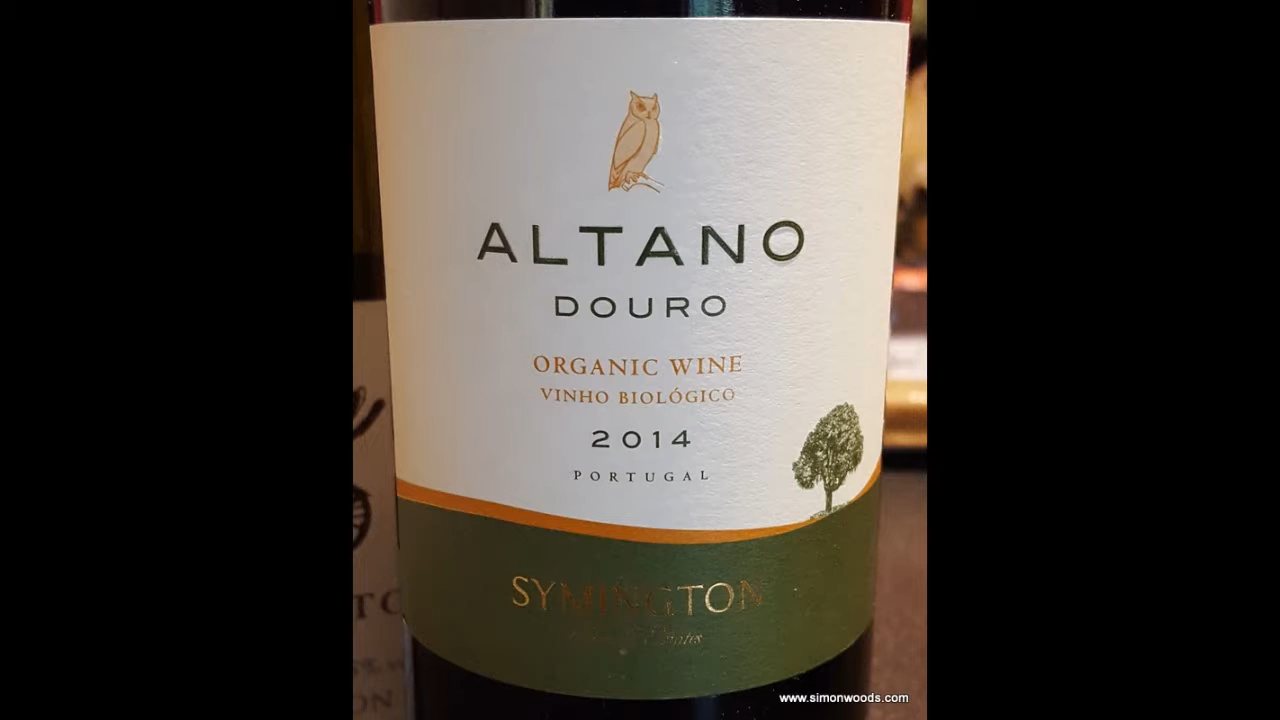 ALTANO
DOURO
ORGANIC WINE
VINHO BIOLÓGICO
2014
PORTUGAL
SYMINGTON
www.simonwoods.com